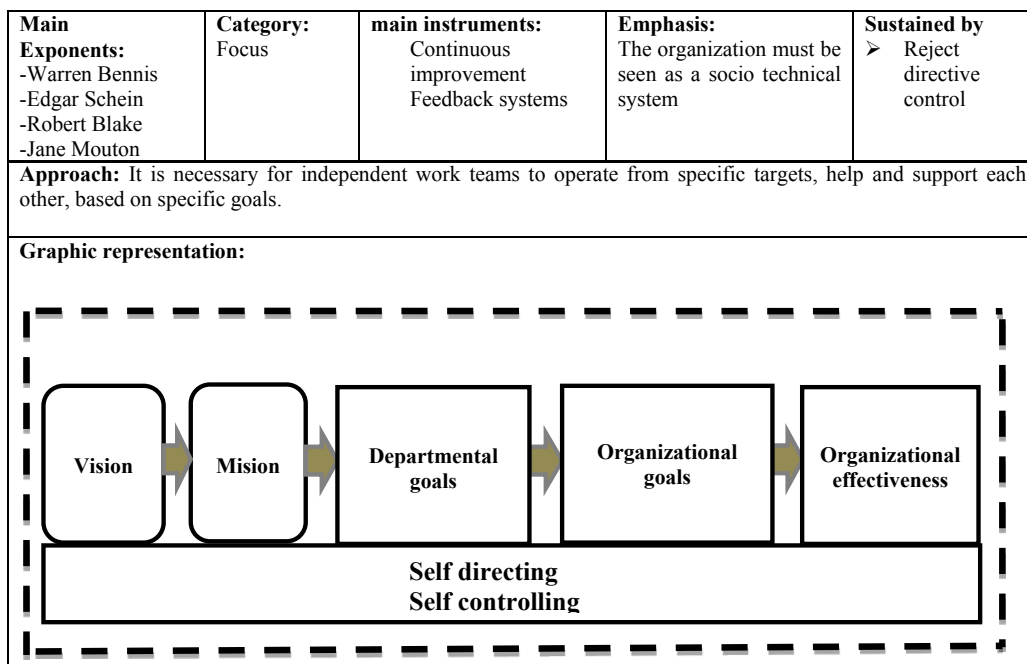 Main
Exponents:
-Warren Bennis
-Edgar Schein
-Robert Blake
-Jane Mouton
Category:
Focus
main instruments:
Continuous
improvement
Feedback systems
Emphasis:
The organization must be
seen as a socio technical
system
Sustained by
➢ Reject
directive
control
Approach: It is necessary for independent work teams to operate from specific targets, help and support each
other, based on specific goals.
Graphic representation:
Vision
Mision
Departmental
goals
Organizational
goals
Organizational
effectiveness
Self directing
Self controlling